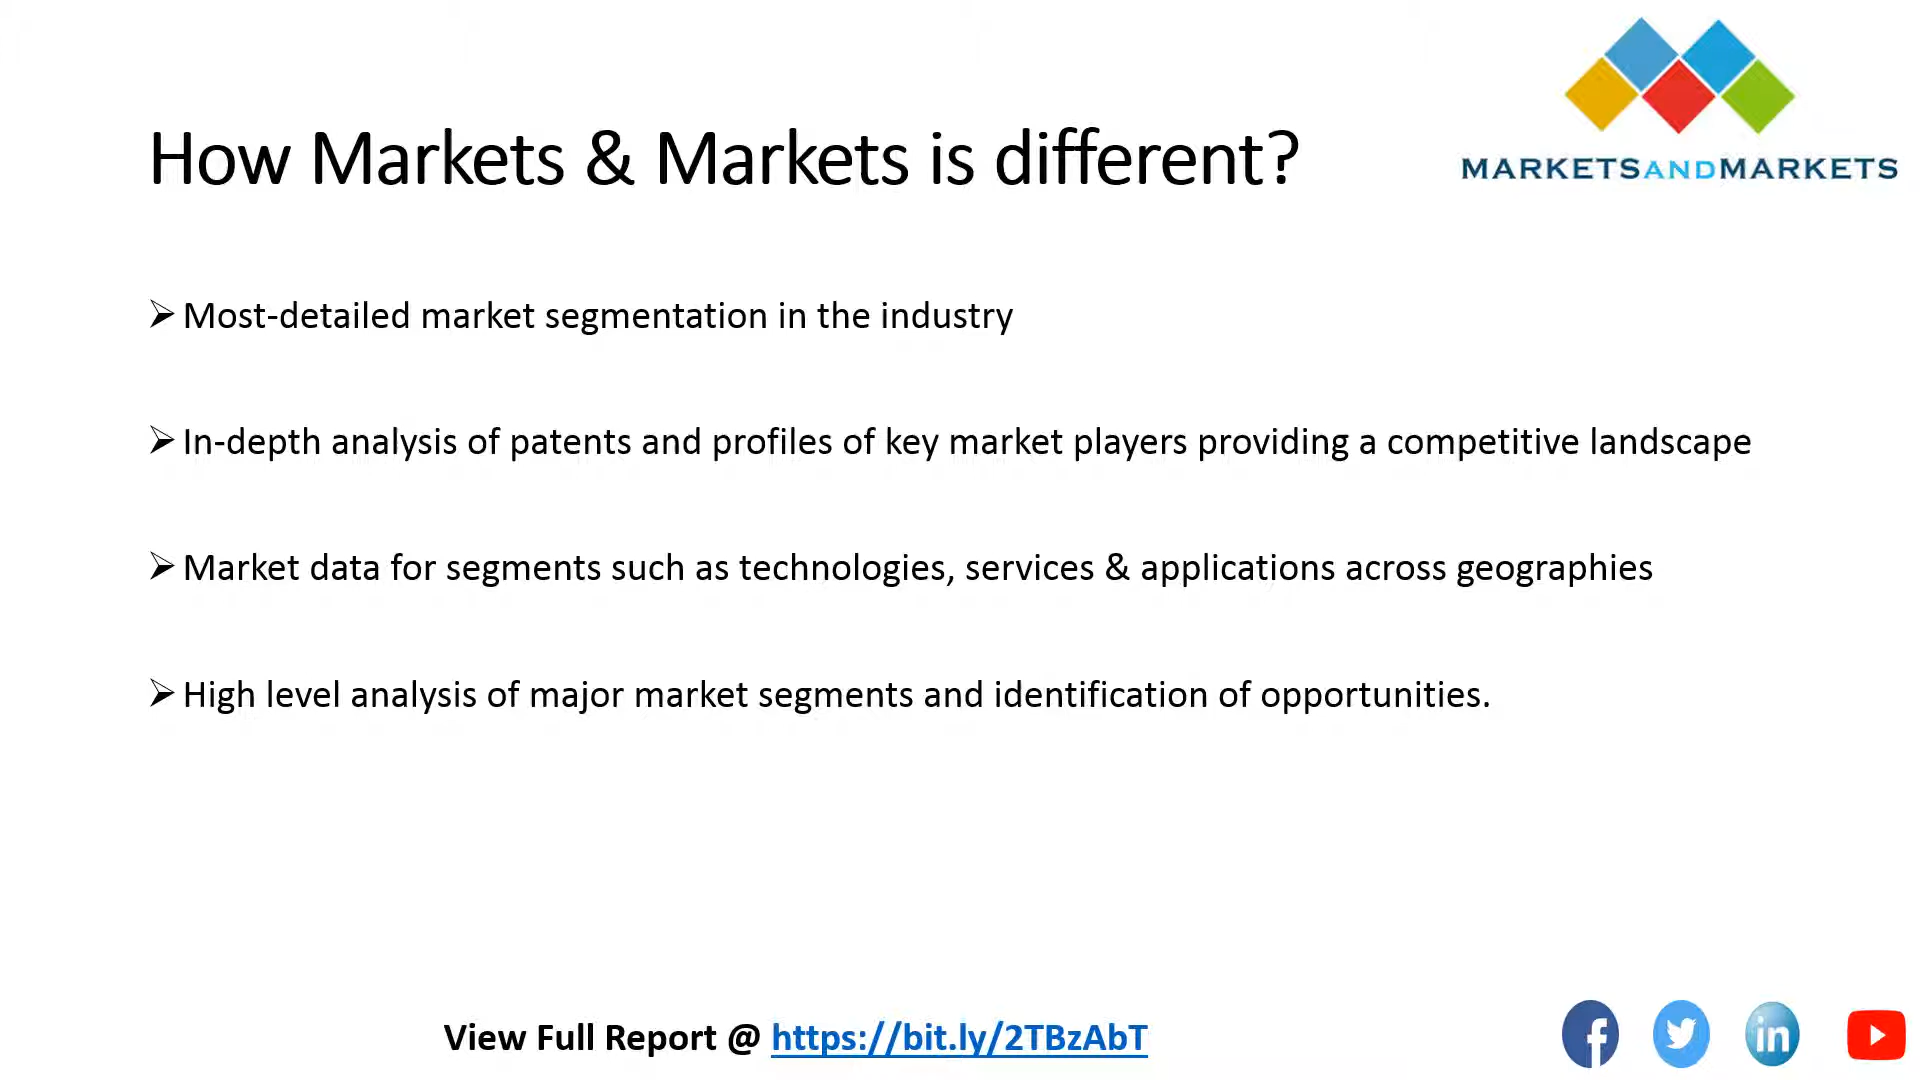 MARKETSANDMARKETS
How Markets & Markets is different?
Most-detailed market segmentation in the industry
In-depth analysis of patents and profiles of key market players providing a competitive landscape
Market data for segments such as technologies, services & applications across geographies
High level analysis of major market segments and identification of opportunities.
View Full Report @ https://bit.ly/2TBzAbT
f
in